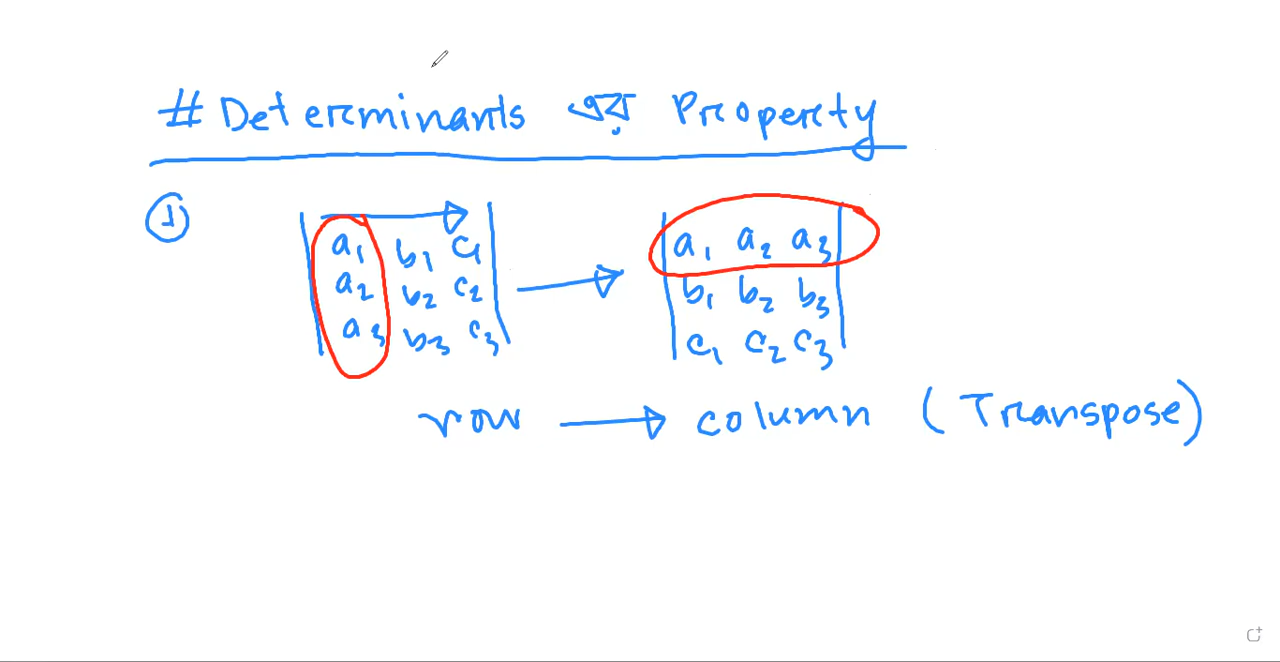 # Determinants এর Property
① | a₁ b₁ c₁ | → | a₁ a₂ a₃ |
| a₂ b₂ c₂ | | b₁ b₂ b₃ |
| a₃ b₃ c₃ | | c₁ c₂ c₃ |
row → column (Transpose)